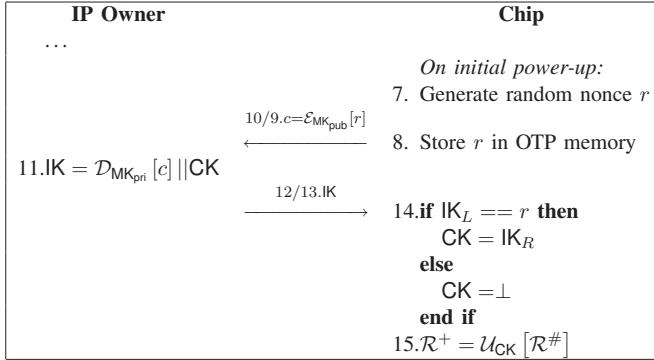 IP Owner Chip
...
On initial power-up:
7. Generate random nonce r
10/9.c=ℰ_{MK_pub}[r]
8. Store r in OTP memory
11.IK = 𝒟_{MK_pri} [c] ||CK
12/13.IK
14.if IK_L == r then
CK = IK_R
else
CK =⊥
end if
15.ℛ^+ = 𝒰_{CK} [ℛ^#]